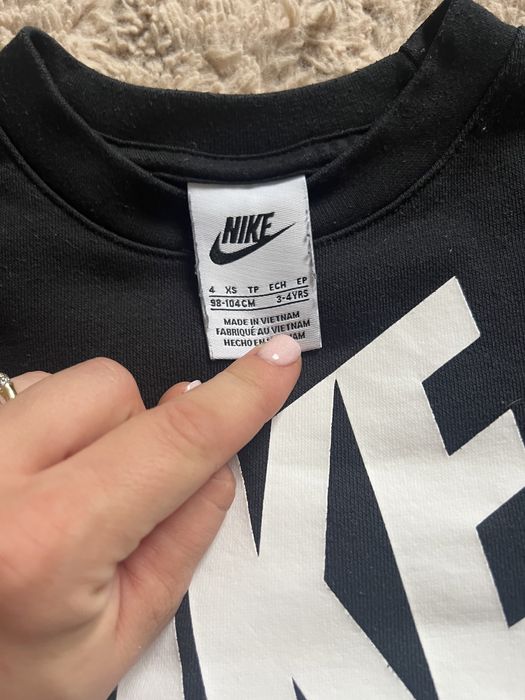 NIKE
4 XS TP ECH EP
98-104CM 3-4YRS
MADE IN VIETNAM
FABRIQUÉ AU VIETNAM
HECHO EN
KE